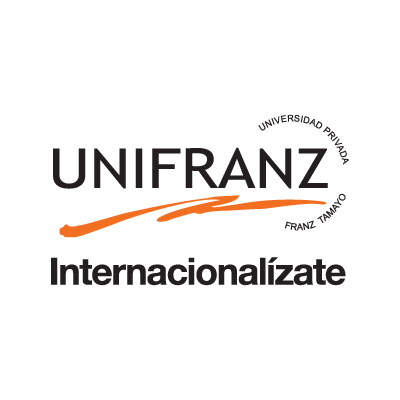 UNIVERSIDAD PRIVADA
UNIFRANZ
FRANZ TAMAYO
Internacionalízate